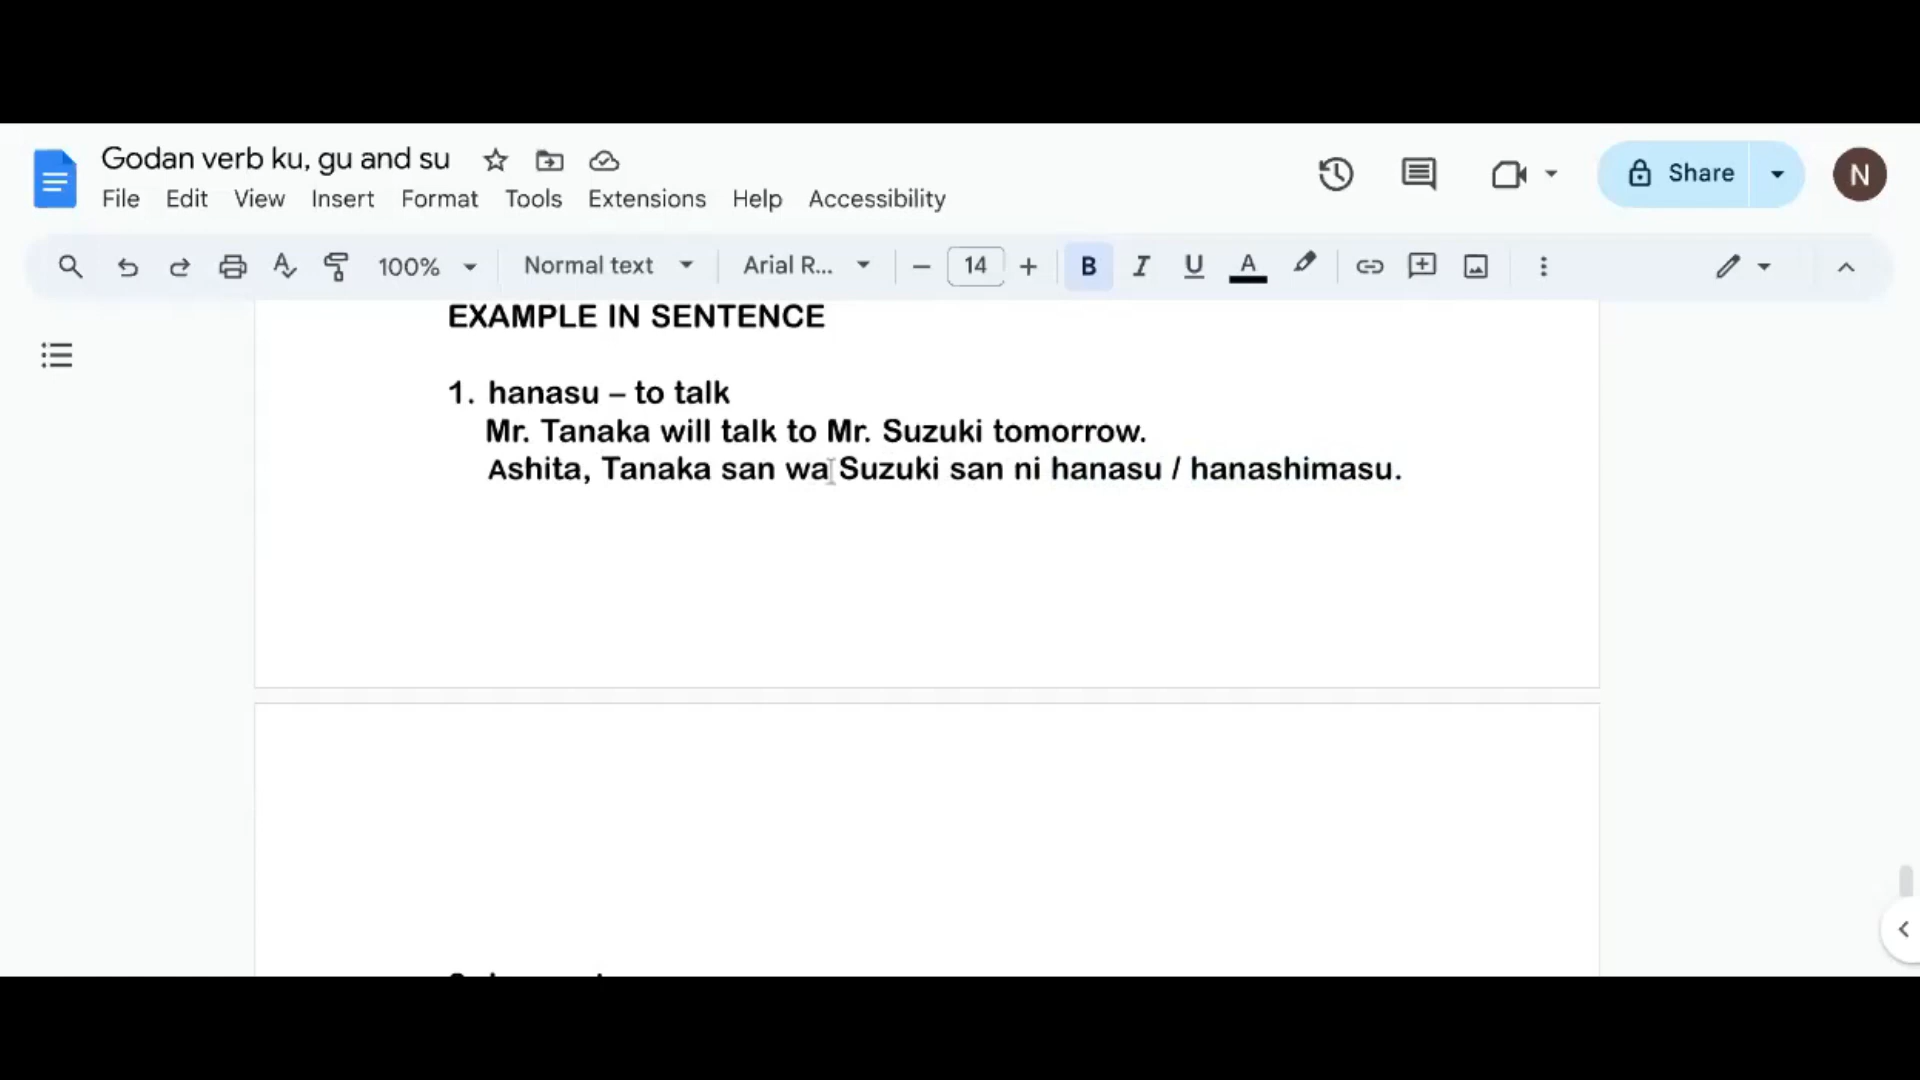 Godan verb ku, gu and su
File Edit View Insert Format Tools Extensions Help Accessibility
Share
N
100% Normal text Arial R... 14 B I U A
EXAMPLE IN SENTENCE
1. hanasu – to talk
Mr. Tanaka will talk to Mr. Suzuki tomorrow.
Ashita, Tanaka san wa Suzuki san ni hanasu / hanashimasu.